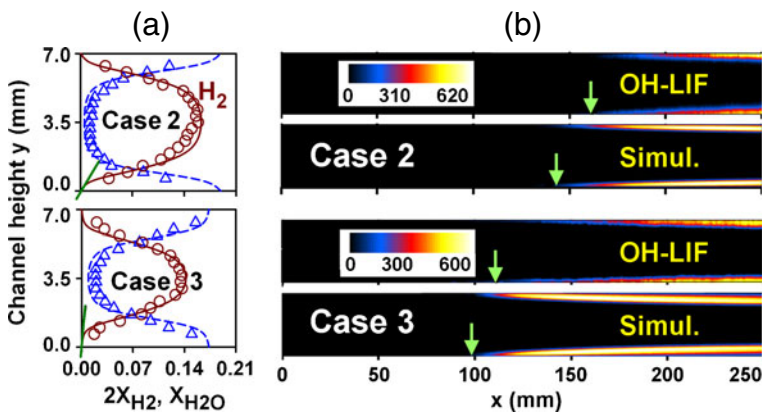 (a)
(b)
Channel height y (mm)
7.0
3.5
0.0
H2
Case 2
7.0
3.5
0.0
Case 3
0.00 0.07 0.14 0.21
2XH2, XH2O
0 310 620
OH-LIF
Case 2
Simul.
0 300 600
OH-LIF
Case 3
Simul.
0 50 100 150 200 250
x (mm)